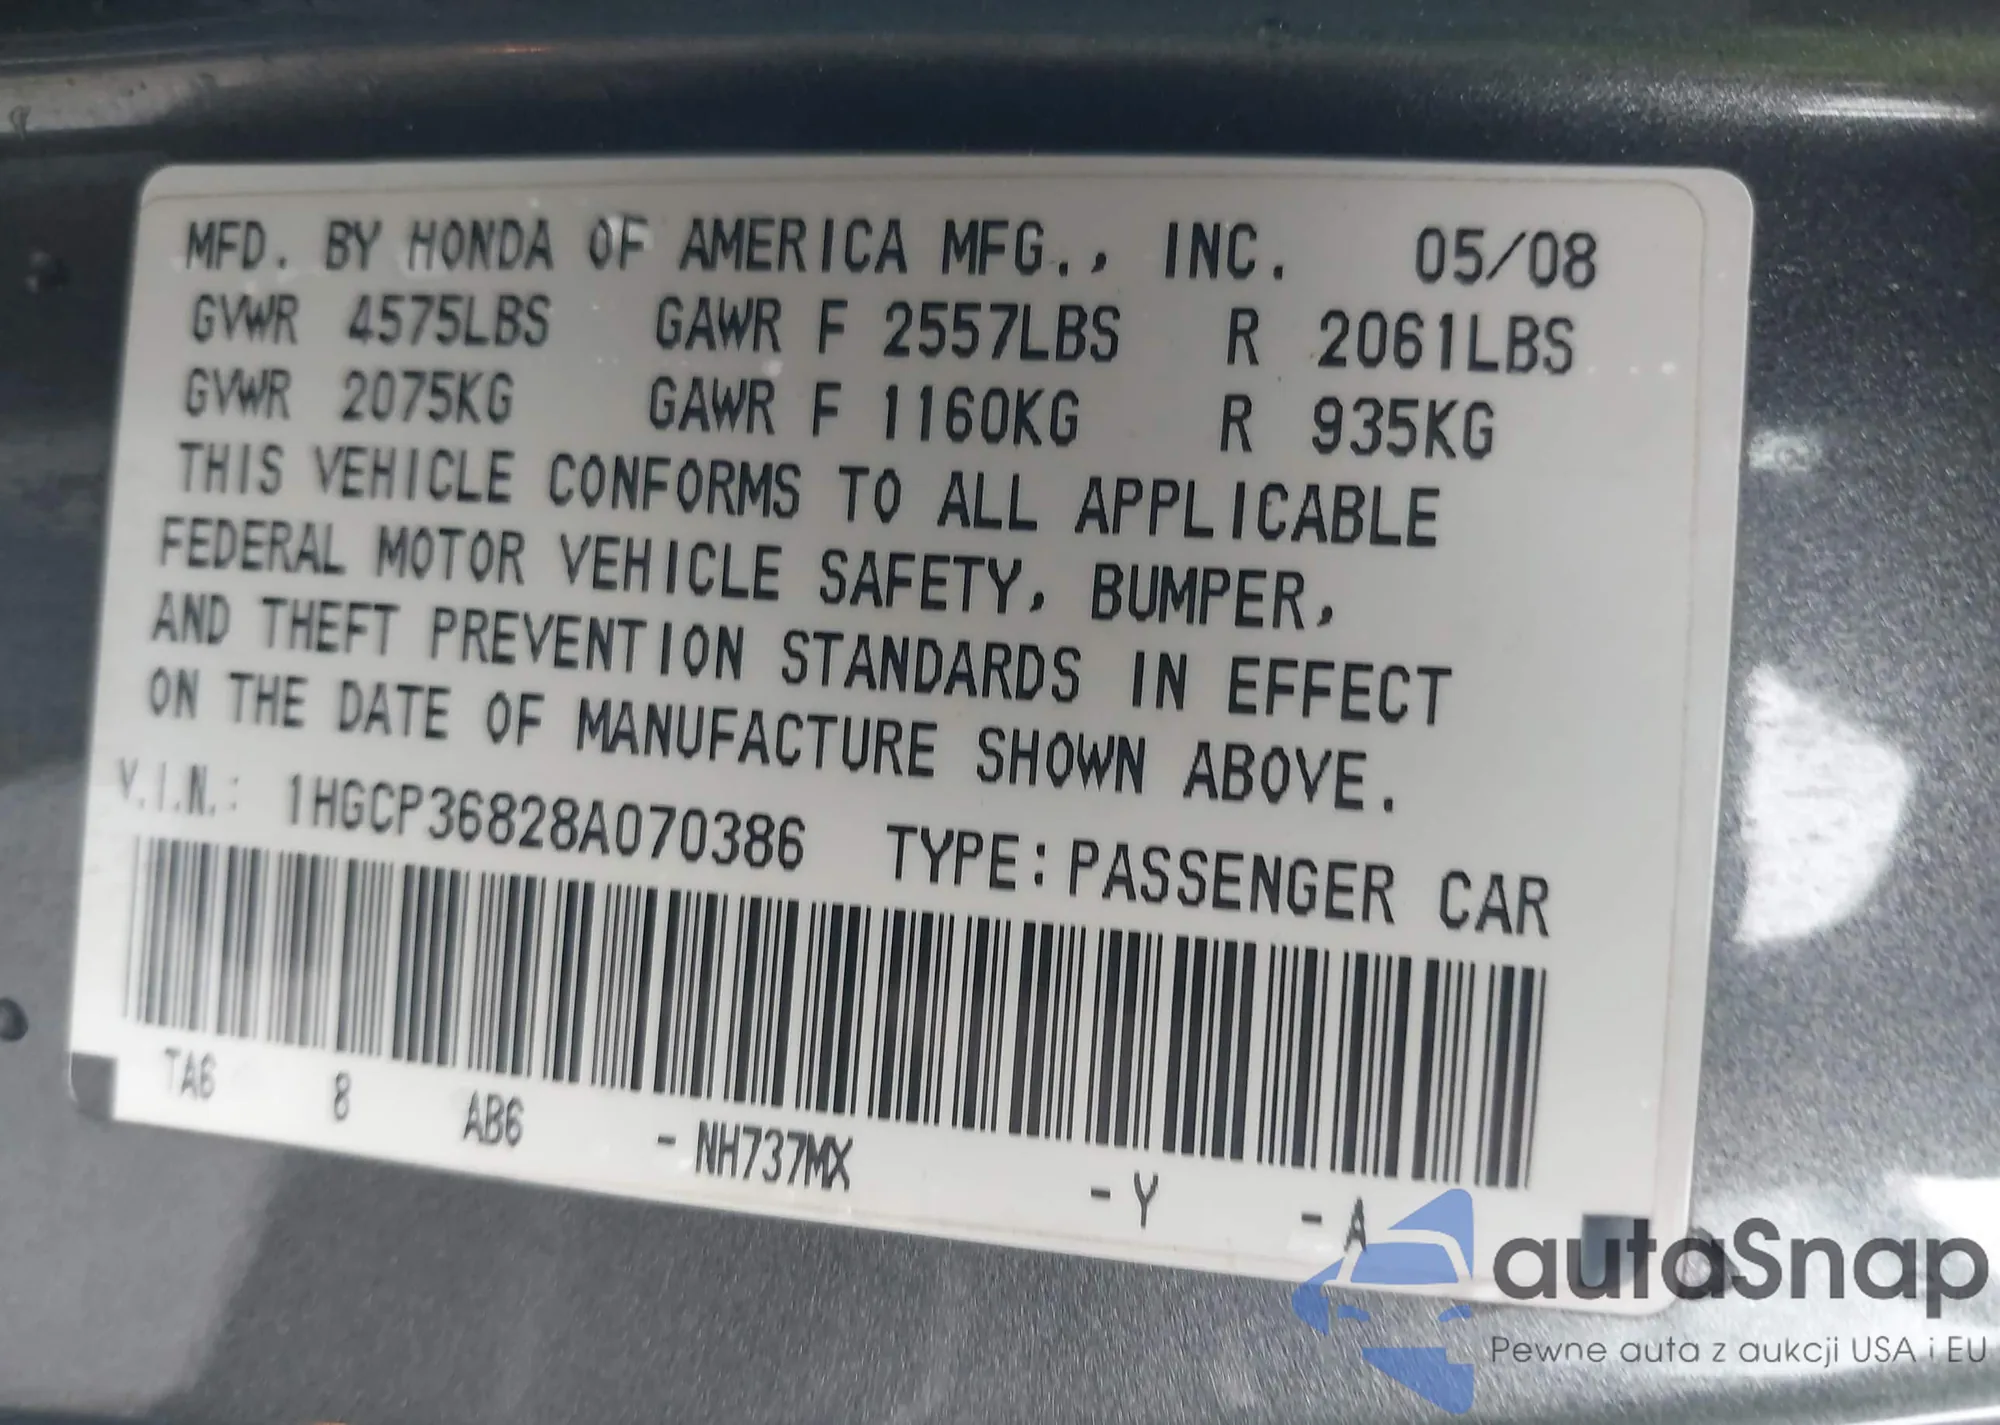 MFD. BY HONDA OF AMERICA MFG., INC. 05/08
GVWR 4575LBS GAWR F 2557LBS R 2061LBS
GVWR 2075KG GAWR F 1160KG R 935KG
THIS VEHICLE CONFORMS TO ALL APPLICABLE
FEDERAL MOTOR VEHICLE SAFETY, BUMPER,
AND THEFT PREVENTION STANDARDS IN EFFECT
ON THE DATE OF MANUFACTURE SHOWN ABOVE.
V.I.N.: 1HGCP36828A070386 TYPE: PASSENGER CAR
TA6 8 AB6 - NH737MX - Y - A
autaSnap
Pewne auta z aukcji USA i EU